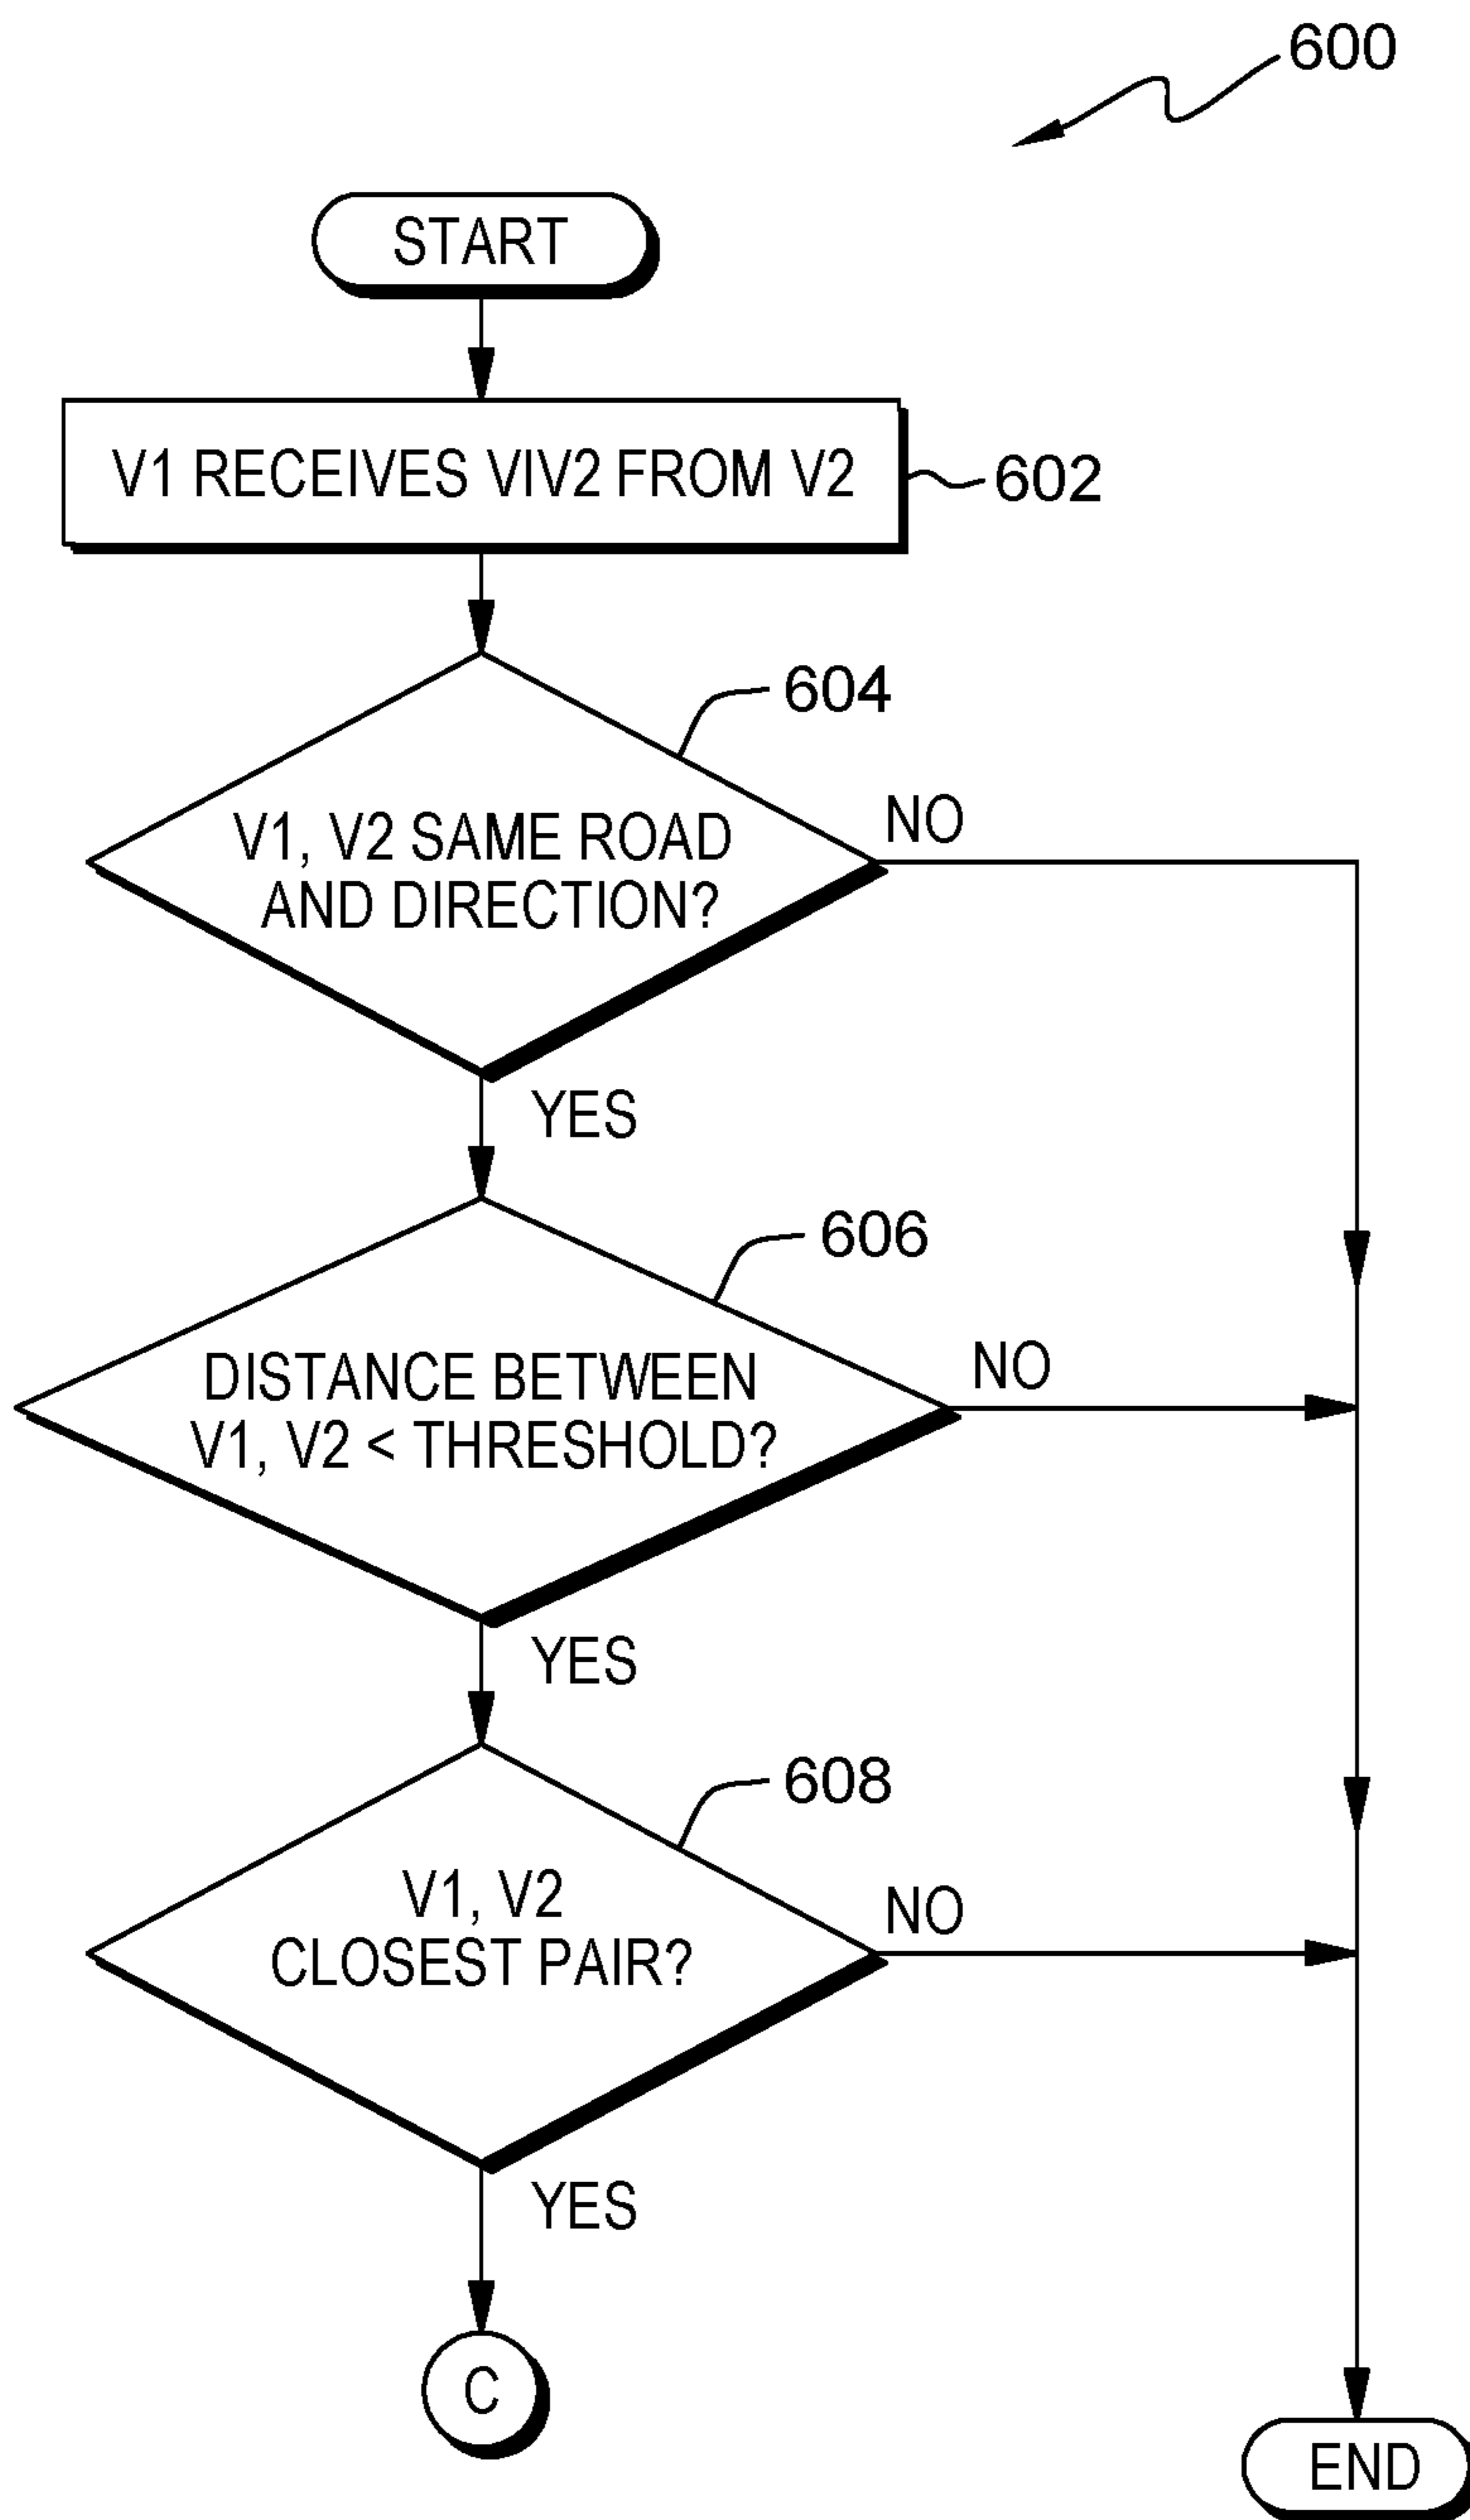 600
START
V1 RECEIVES VIV2 FROM V2
602
604
V1, V2 SAME ROAD
AND DIRECTION?
NO
YES
606
DISTANCE BETWEEN
V1, V2 < THRESHOLD?
NO
YES
608
V1, V2
CLOSEST PAIR?
NO
YES
C
END